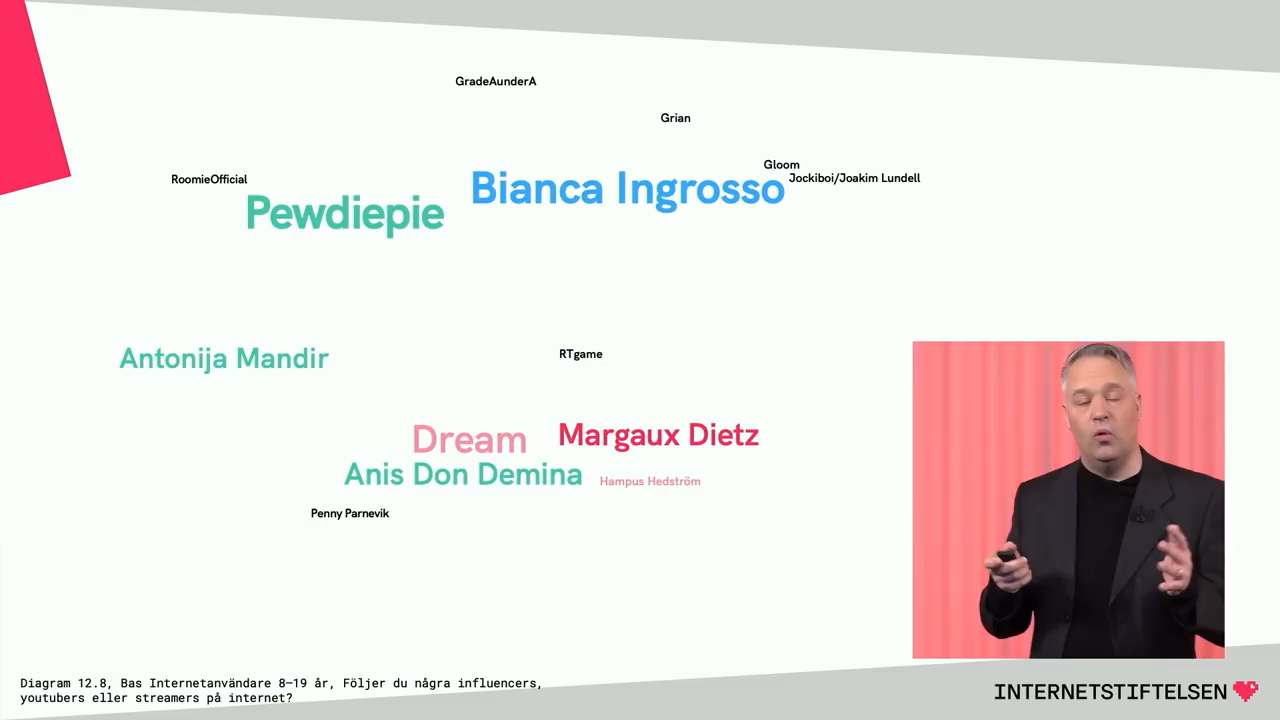 GradeAunderA
Grian
Gloom
Jockiboi/Joakim Lundell
RoomieOfficial
Bianca Ingrosso
Pewdiepie
Antonija Mandir
RTgame
Dream
Margaux Dietz
Anis Don Demina
Hampus Hedström
Penny Parnevik
Diagram 12.8, Bas Internetanvändare 8–19 år, Följer du några influencers,
youtubers eller streamers på internet?
INTERNETSTIFTELSEN